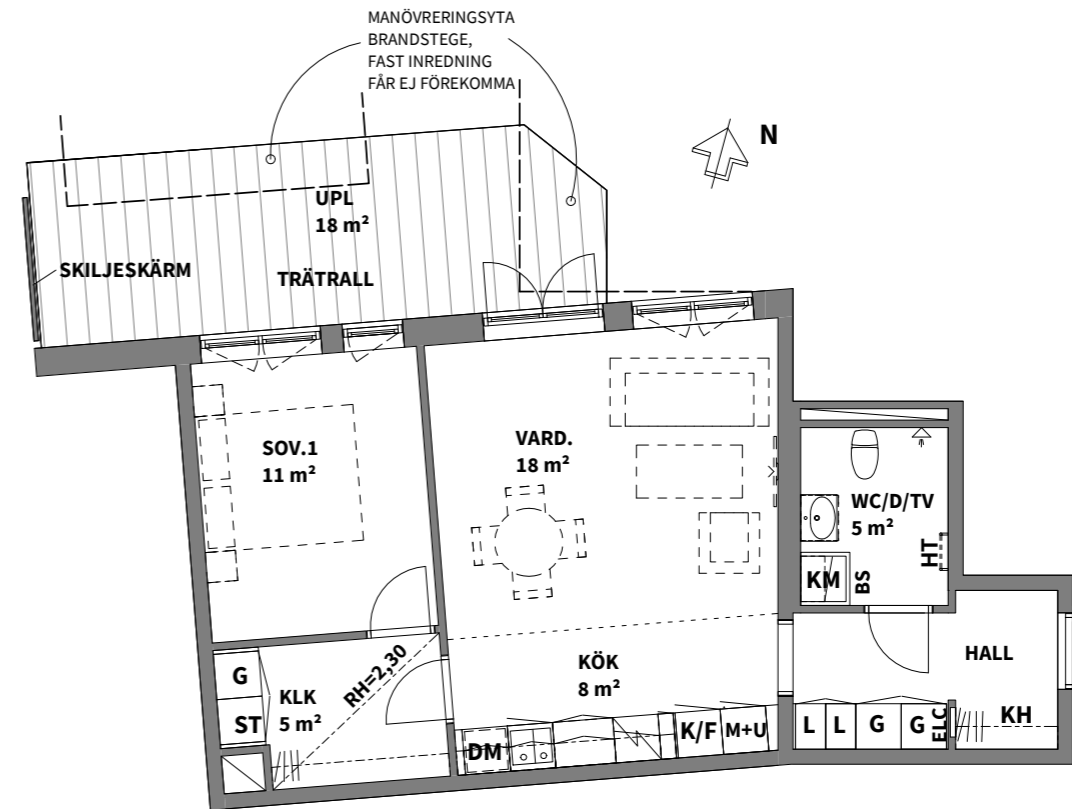 MANÖVRERINGSYTA
BRANDSTEGE,
FAST INREDNING
FÅR EJ FÖREKOMMA
N
UPL
18 m²
SKILJESKÄRM
TRÄTRALL
SOV.1
11 m²
VARD.
18 m²
WC/D/TV
5 m²
HT
KM
BS
HALL
KÖK
8 m²
RH=2,30
G
KLK
5 m²
ST
DM
K/F
M+U
L
L
G
G
ELC
KH